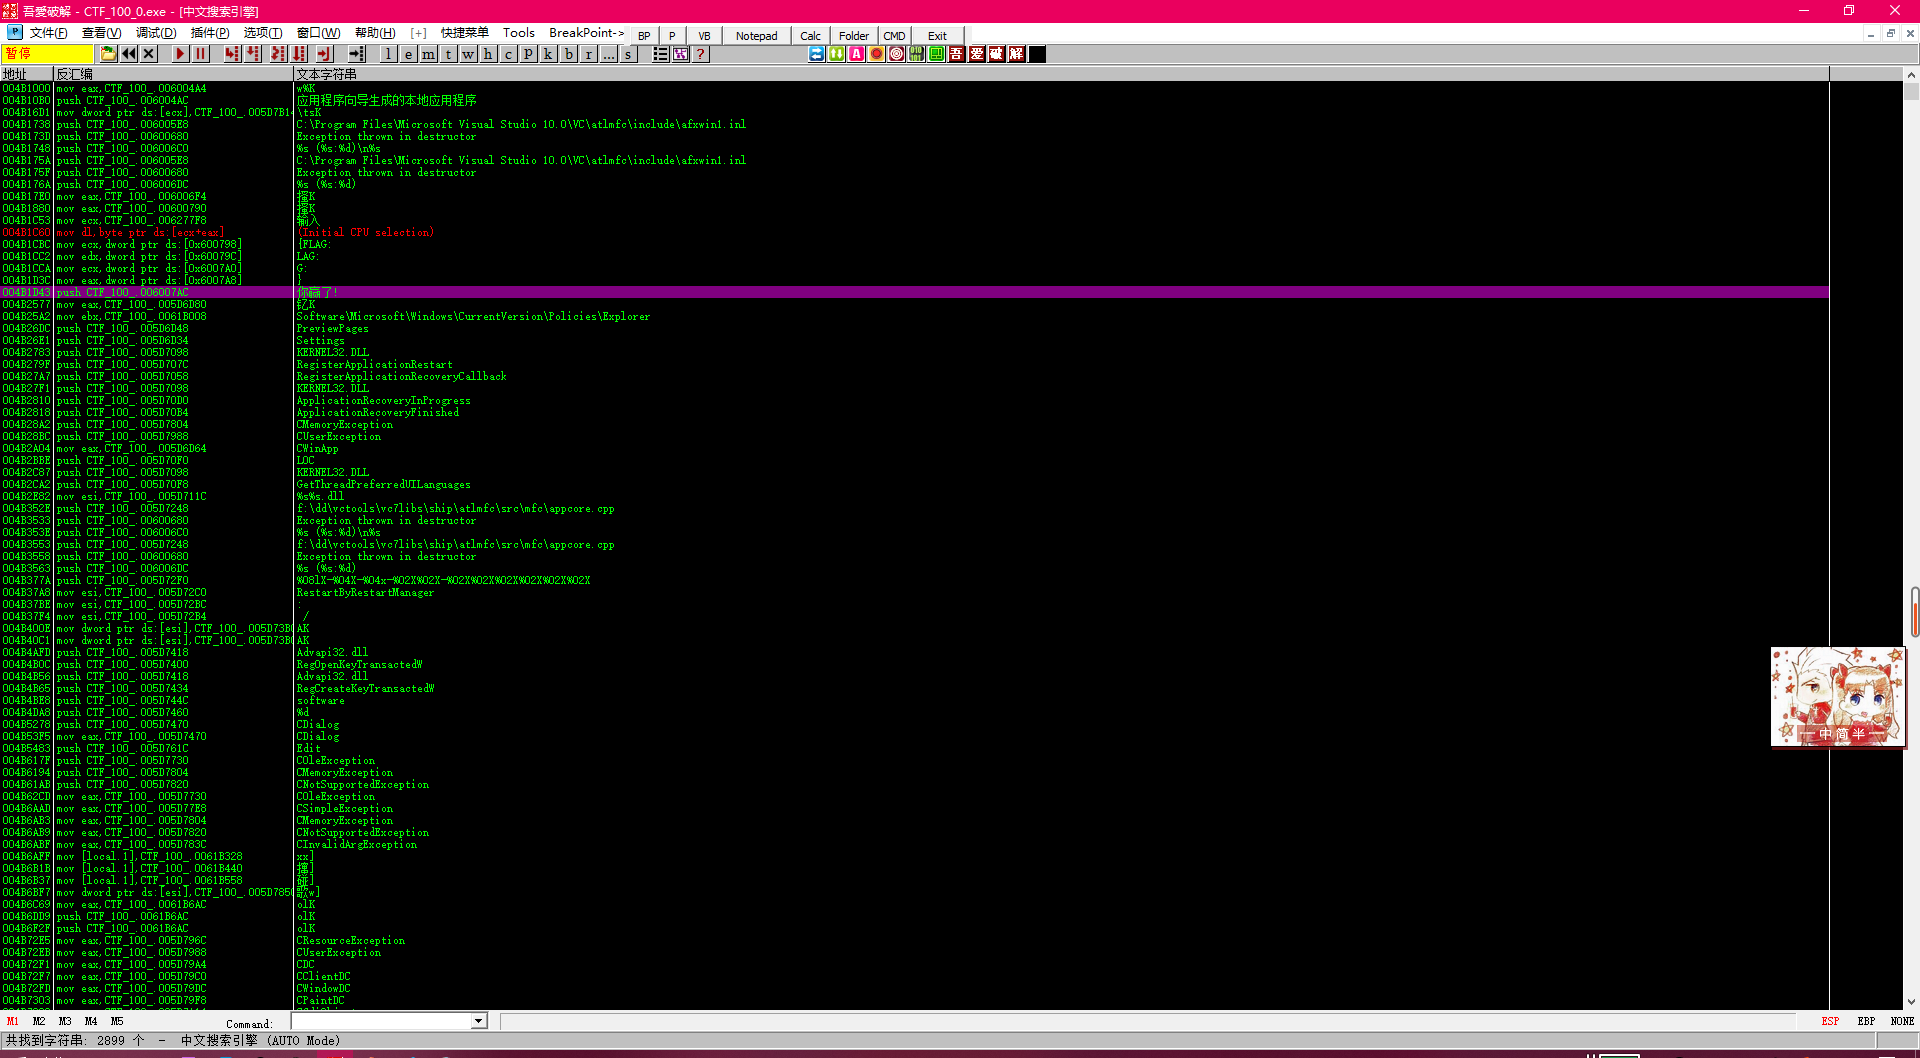 吾愛破解 - CTF_100_0.exe - [中文搜索引擎]
文件(F) 查看(V) 调试(D) 插件(P) 选项(T) 窗口(W) 帮助(H) [+] 快捷菜单 Tools BreakPoint-> BP P VB Notepad Calc Folder CMD Exit
暂停 l e m t w h c p k b r ... s ? 吾 爱 破 解
地址 反汇编 文本字符串
004B1000 mov eax,CTF_100_.006004A4 w%K
004B10B0 push CTF_100_.006004AC 应用程序向导生成的本地应用程序
004B16D1 mov dword ptr ds:[ecx],CTF_100_.005D7B14 \tsK
004B1738 push CTF_100_.006005E8 C:\Program Files\Microsoft Visual Studio 10.0\VC\atlmfc\include\afxwin1.inl
004B173D push CTF_100_.00600680 Exception thrown in destructor
004B1748 push CTF_100_.006006C0 %s (%s:%d)\n%s
004B175A push CTF_100_.006005E8 C:\Program Files\Microsoft Visual Studio 10.0\VC\atlmfc\include\afxwin1.inl
004B175F push CTF_100_.00600680 Exception thrown in destructor
004B176A push CTF_100_.006006DC %s (%s:%d)
004B17E0 mov eax,CTF_100_.006006F4
004B1880 mov eax,CTF_100_.00600790
004B1C53 mov ecx,CTF_100_.006277F8 输入
004B1C60 mov dl,byte ptr ds:[ecx+eax] (Initial CPU selection)
004B1CBC mov ecx,dword ptr ds:[0x600798] {FLAG:
004B1CC2 mov edx,dword ptr ds:[0x60079C] LAG:
004B1CCA mov ecx,dword ptr ds:[0x6007A0] G:
004B1D3C mov eax,dword ptr ds:[0x6007A8] }
004B1D43 push CTF_100_.006007AC 你赢了!
004B2577 mov eax,CTF_100_.005D6D80 釔K
004B25A2 mov ebx,CTF_100_.0061B008 Software\Microsoft\Windows\CurrentVersion\Policies\Explorer
004B26DC push CTF_100_.005D6D48 PreviewPages
004B26E1 push CTF_100_.005D6D34 Settings
004B2783 push CTF_100_.005D7098 KERNEL32.DLL
004B279F push CTF_100_.005D707C RegisterApplicationRestart
004B27A7 push CTF_100_.005D7058 RegisterApplicationRecoveryCallback
004B27F1 push CTF_100_.005D7098 KERNEL32.DLL
004B2810 push CTF_100_.005D70D0 ApplicationRecoveryInProgress
004B2818 push CTF_100_.005D70B4 ApplicationRecoveryFinished
004B28A2 push CTF_100_.005D7804 CMemoryException
004B28BC push CTF_100_.005D7988 CUserException
004B2A04 mov eax,CTF_100_.005D6D64 CWinApp
004B2BBE push CTF_100_.005D70F0 LOC
004B2C87 push CTF_100_.005D7098 KERNEL32.DLL
004B2CA2 push CTF_100_.005D70F8 GetThreadPreferredUILanguages
004B2E82 mov esi,CTF_100_.005D711C %s%s.dll
004B352E push CTF_100_.005D7248 f:\dd\vctools\vc7libs\ship\atlmfc\src\mfc\appcore.cpp
004B3533 push CTF_100_.00600680 Exception thrown in destructor
004B353E push CTF_100_.006006C0 %s (%s:%d)\n%s
004B3553 push CTF_100_.005D7248 f:\dd\vctools\vc7libs\ship\atlmfc\src\mfc\appcore.cpp
004B3558 push CTF_100_.00600680 Exception thrown in destructor
004B3563 push CTF_100_.006006DC %s (%s:%d)
004B377A push CTF_100_.005D72F0 %08lX-%04X-%04x-%02X%02X-%02X%02X%02X%02X%02X%02X
004B37A8 mov esi,CTF_100_.005D72C0 RestartByRestartManager
004B37BE mov esi,CTF_100_.005D72BC :
004B37F4 mov esi,CTF_100_.005D72B4 /
004B400E mov dword ptr ds:[esi],CTF_100_.005D73B0 AK
004B40C1 mov dword ptr ds:[esi],CTF_100_.005D73B0 AK
004B4AFD push CTF_100_.005D7418 Advapi32.dll
004B4B0C push CTF_100_.005D7400 RegOpenKeyTransactedW
004B4B56 push CTF_100_.005D7418 Advapi32.dll
004B4B65 push CTF_100_.005D7434 RegCreateKeyTransactedW
004B4BE8 push CTF_100_.005D744C software
004B4DA8 push CTF_100_.005D7460 %d
004B5278 push CTF_100_.005D7470 CDialog
004B53F5 mov eax,CTF_100_.005D7470 CDialog
004B5483 push CTF_100_.005D761C Edit
004B617F push CTF_100_.005D7730 COleException
004B6194 push CTF_100_.005D7804 CMemoryException
004B61AB push CTF_100_.005D7820 CNotSupportedException
004B62CD mov eax,CTF_100_.005D7730 COleException
004B6AAD mov eax,CTF_100_.005D77E8 CSimpleException
004B6AB3 mov eax,CTF_100_.005D7804 CMemoryException
004B6AB9 mov eax,CTF_100_.005D7820 CNotSupportedException
004B6ABF mov eax,CTF_100_.005D783C CInvalidArgException
004B6AFF mov [local.1],CTF_100_.0061B328 xx]
004B6B1B mov [local.1],CTF_100_.0061B440
004B6B37 mov [local.1],CTF_100_.0061B558
004B6BF7 mov dword ptr ds:[esi],CTF_100_.005D7850 歌w]
004B6C69 mov eax,CTF_100_.0061B6AC olK
004B6DD9 push CTF_100_.0061B6AC olK
004B6F2F push CTF_100_.0061B6AC olK
004B72E5 mov eax,CTF_100_.005D796C CResourceException
004B72EB mov eax,CTF_100_.005D7988 CUserException
004B72F1 mov eax,CTF_100_.005D79A4 CDC
004B72F7 mov eax,CTF_100_.005D79C0 CClientDC
004B72FD mov eax,CTF_100_.005D79DC CWindowDC
004B7303 mov eax,CTF_100_.005D79F8 CPaintDC
中 简 半
M1 M2 M3 M4 M5 Command: ESP EBP NONE
共找到字符串: 2899 个 - 中文搜索引擎 (AUTO Mode)